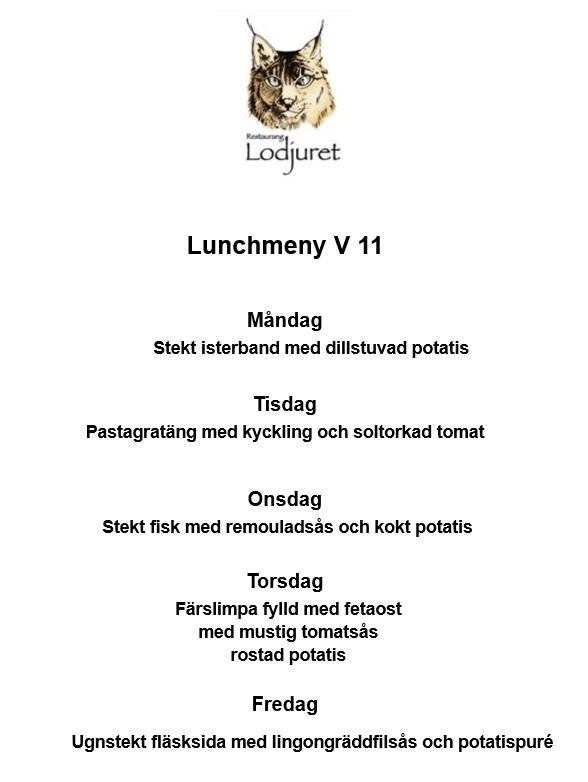 Restaurang
Lodjuret
Lunchmeny V 11
Måndag
Stekt isterband med dillstuvad potatis
Tisdag
Pastagratäng med kyckling och soltorkad tomat
Onsdag
Stekt fisk med remouladsås och kokt potatis
Torsdag
Färslimpa fylld med fetaost
med mustig tomatsås
rostad potatis
Fredag
Ugnstekt fläsksida med lingongräddfilsås och potatispuré